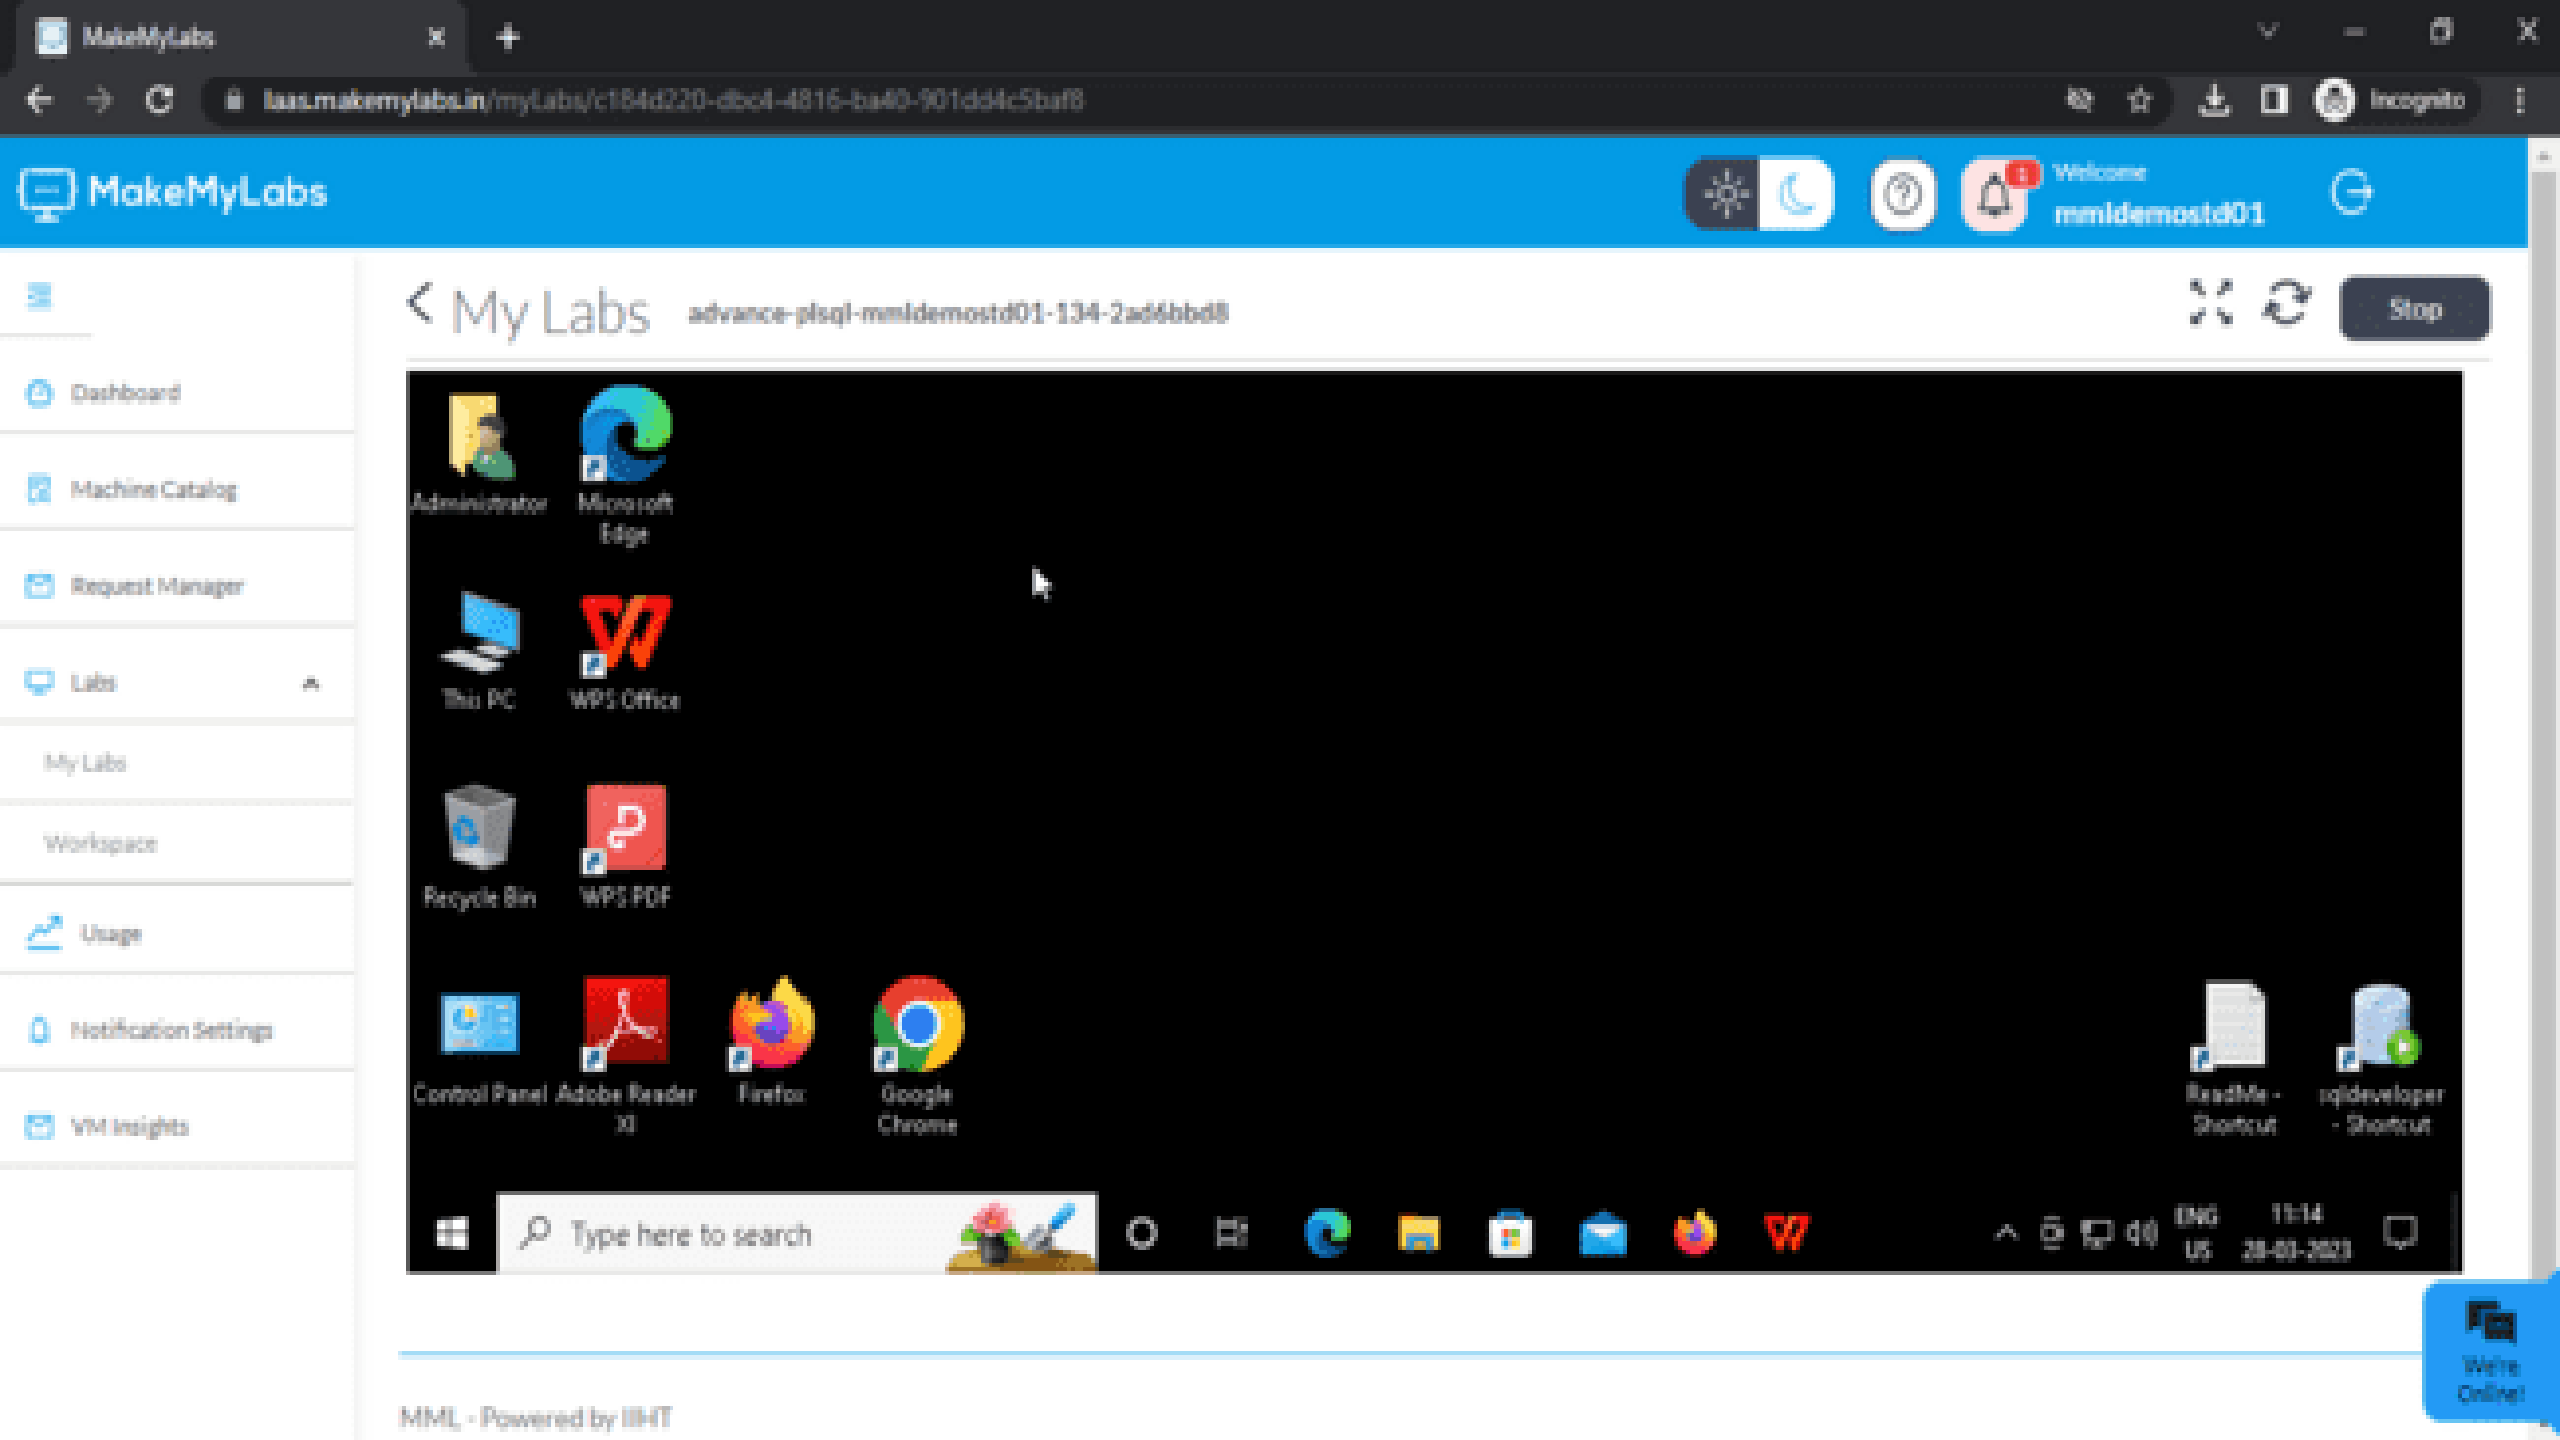 MakeMyLabs
laas.makemylabs.in/myLabs/c184d220-dbc4-4816-ba40-901dd4c5baf8
Incognito
MakeMyLabs
1
Welcome
mmldemostd01
My Labs
advance-plsql-mmldemostd01-134-2ad6bbd8
Stop
Dashboard
Machine Catalog
Request Manager
Labs
My Labs
Workspace
Usage
Notification Settings
VM Insights
Administrator
Microsoft
Edge
This PC
WPS Office
Recycle Bin
WPS PDF
Control Panel
Adobe Reader
XI
Firefox
Google
Chrome
ReadMe -
Shortcut
sqldeveloper
- Shortcut
Type here to search
ENG
US
11:14
28-03-2023
We're
Online!
MML - Powered by IIHT